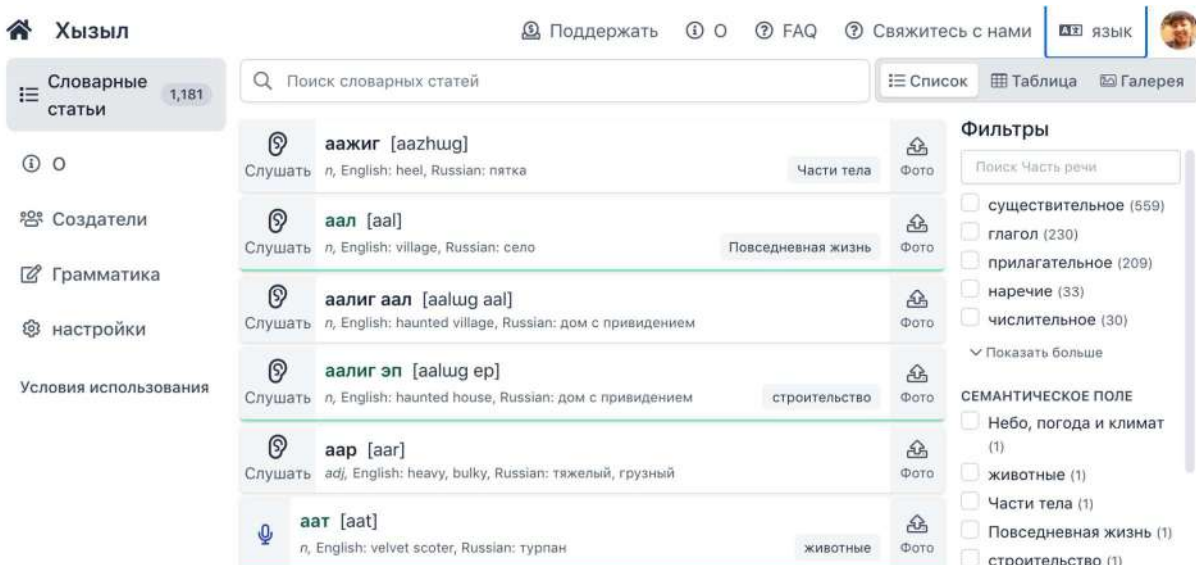 Хызыл
Поддержать
О
FAQ
Свяжитесь с нами
язык
Словарные статьи
1,181
О
Создатели
Грамматика
настройки
Условия использования
Поиск словарных статей
Список
Таблица
Галерея
аажиг [aazhɯg]
Слушать
n, English: heel, Russian: пятка
Части тела
Фото
аал [aal]
Слушать
n, English: village, Russian: село
Повседневная жизнь
Фото
аалиг аал [aalɯg aal]
Слушать
n, English: haunted village, Russian: дом с привидением
Фото
аалиг эп [aalɯg ep]
Слушать
n, English: haunted house, Russian: дом с привидением
строительство
Фото
аар [aar]
Слушать
adj, English: heavy, bulky, Russian: тяжелый, грузный
Фото
аат [aat]
n, English: velvet scoter, Russian: турпан
животные
Фото
Фильтры
Поиск Часть речи
существительное (559)
глагол (230)
прилагательное (209)
наречие (33)
числительное (30)
Показать больше
СЕМАНТИЧЕСКОЕ ПОЛЕ
Небо, погода и климат
(1)
животные (1)
Части тела (1)
Повседневная жизнь (1)
строительство (1)